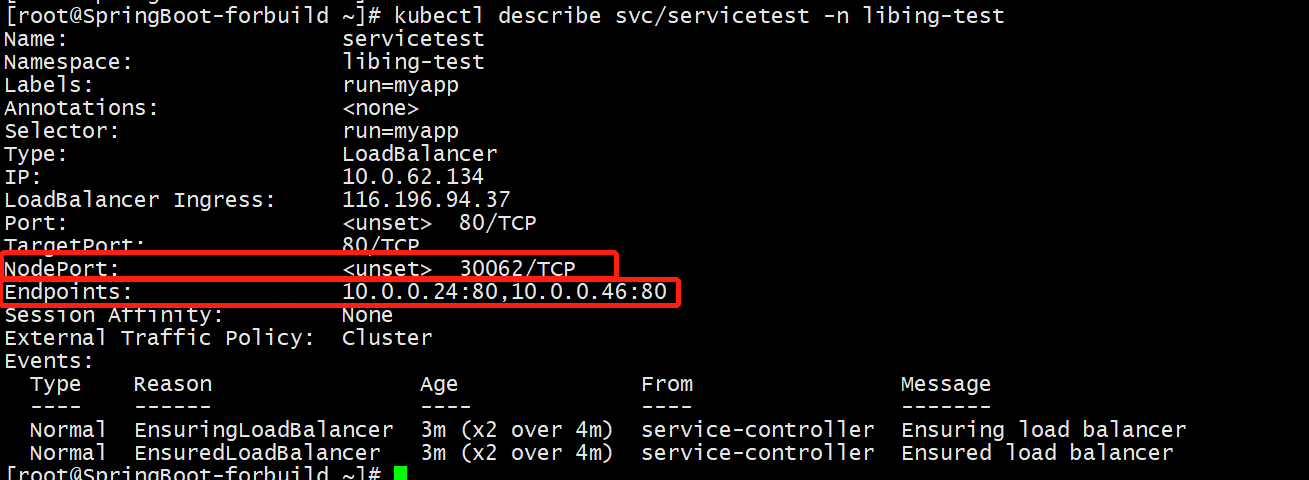 [root@SpringBoot-forbuild ~]# kubectl describe svc/servicetest -n libing-test
Name:                     servicetest
Namespace:                libing-test
Labels:                   run=myapp
Annotations:              <none>
Selector:                 run=myapp
Type:                     LoadBalancer
IP:                       10.0.62.134
LoadBalancer Ingress:     116.196.94.37
Port:                     <unset>  80/TCP
TargetPort:               80/TCP
NodePort:                 <unset>  30062/TCP
Endpoints:                10.0.0.24:80,10.0.0.46:80
Session Affinity:         None
External Traffic Policy:  Cluster
Events:
  Type    Reason                Age              From                Message
  ----    ------                ----             ----                -------
  Normal  EnsuringLoadBalancer  3m (x2 over 4m)  service-controller  Ensuring load balancer
  Normal  EnsuredLoadBalancer   3m (x2 over 4m)  service-controller  Ensured load balancer
[root@SpringBoot-forbuild ~]#